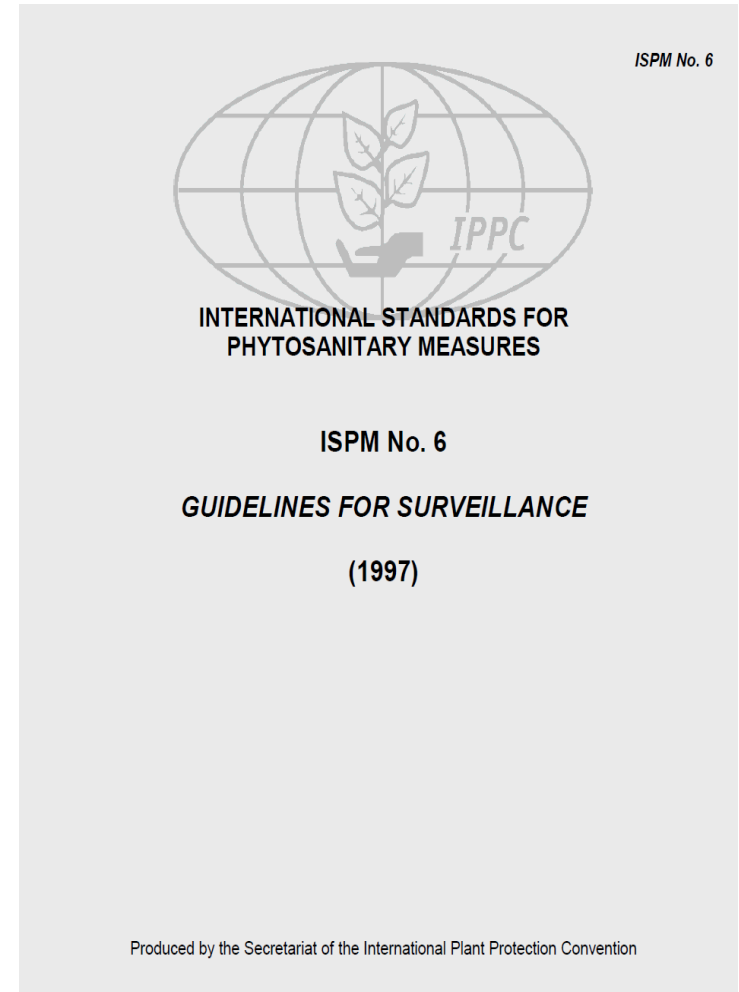 ISPM No. 6
IPPC
INTERNATIONAL STANDARDS FOR
PHYTOSANITARY MEASURES
ISPM No. 6
GUIDELINES FOR SURVEILLANCE
(1997)
Produced by the Secretariat of the International Plant Protection Convention